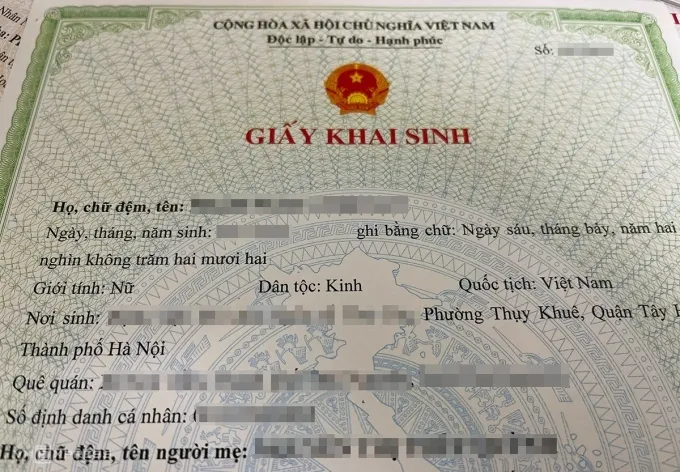 CỘNG HÒA XÃ HỘI CHỦ NGHĨA VIỆT NAM
Độc lập - Tự do - Hạnh phúc
Số:
GIẤY KHAI SINH
Họ, chữ đệm, tên:
Ngày, tháng, năm sinh: ghi bằng chữ: Ngày sáu, tháng bảy, năm hai
nghìn không trăm hai mươi hai
Giới tính: Nữ Dân tộc: Kinh Quốc tịch: Việt Nam
Nơi sinh: Phường Thụy Khuê, Quận Tây
Thành phố Hà Nội
Quê quán:
Số định danh cá nhân:
Họ, chữ đệm, tên người mẹ: